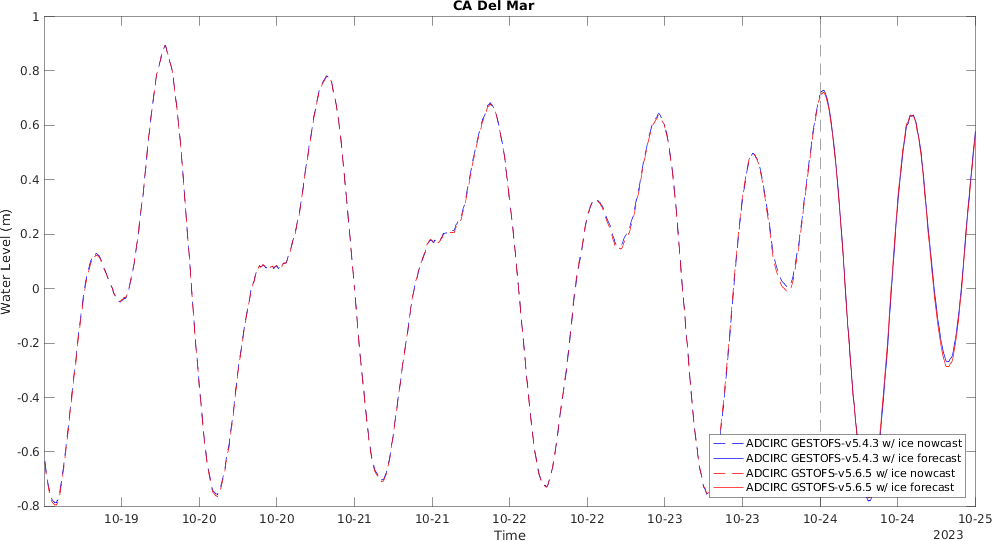 CA Del Mar
Water Level (m)
1
0.8
0.6
0.4
0.2
0
-0.2
-0.4
-0.6
-0.8
ADCIRC GESTOFS-v5.4.3 w/ ice nowcast
ADCIRC GESTOFS-v5.4.3 w/ ice forecast
ADCIRC GSTOFS-v5.6.5 w/ ice nowcast
ADCIRC GSTOFS-v5.6.5 w/ ice forecast
10-19 10-20 10-20 10-21 10-21 10-22 10-22 10-23 10-23 10-24 10-24 10-25
Time
2023